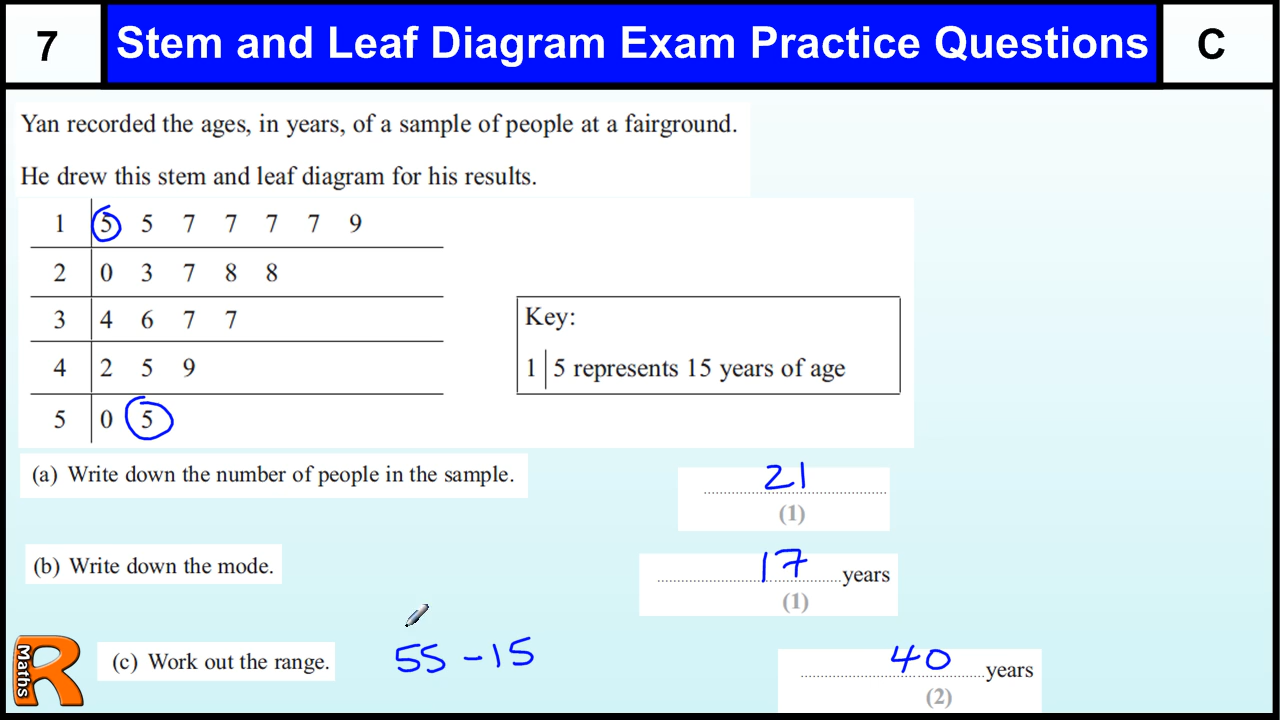 7 Stem and Leaf Diagram Exam Practice Questions C
Yan recorded the ages, in years, of a sample of people at a fairground.
He drew this stem and leaf diagram for his results.
1 5 5 7 7 7 7 9
2 0 3 7 8 8
3 4 6 7 7
4 2 5 9
5 0 5
Key:
1 | 5 represents 15 years of age
(a) Write down the number of people in the sample.
21
(1)
(b) Write down the mode.
17 years
(1)
(c) Work out the range. 55 - 15
40 years
(2)
R Maths